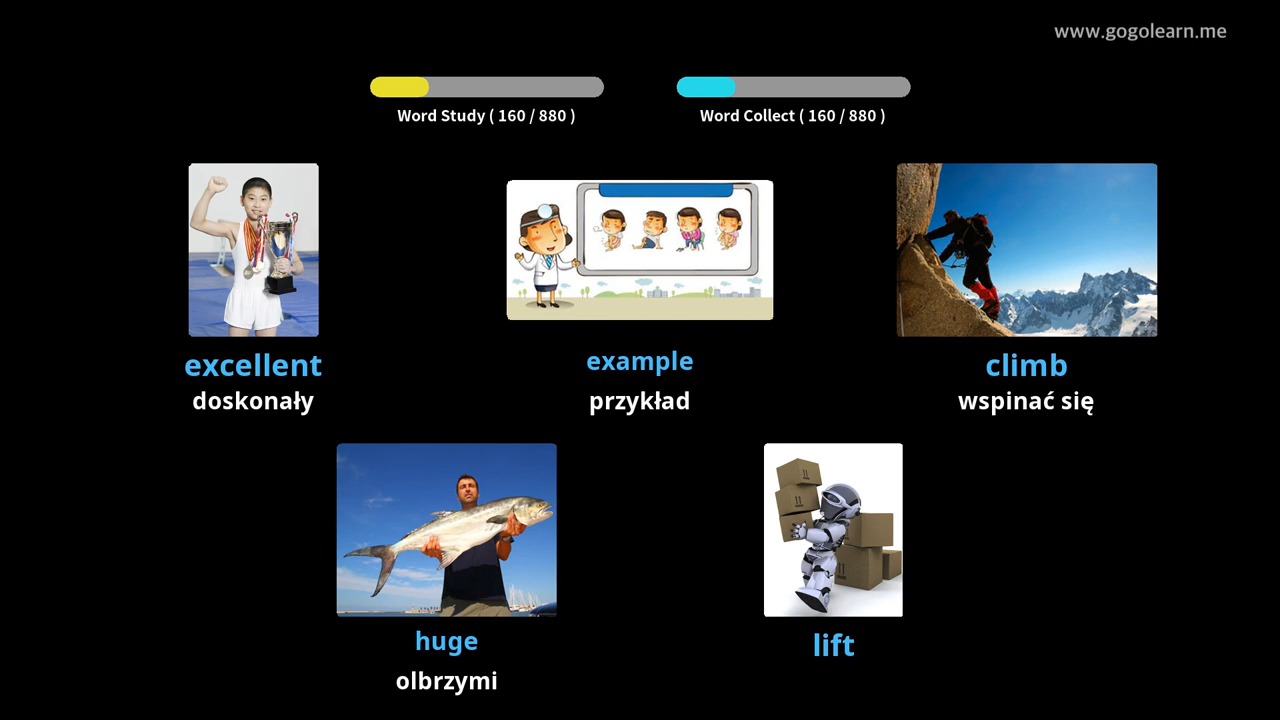 www.gogolearn.me
Word Study ( 160 / 880 )
Word Collect ( 160 / 880 )
excellent
doskonały
example
przykład
climb
wspinać się
huge
olbrzymi
lift